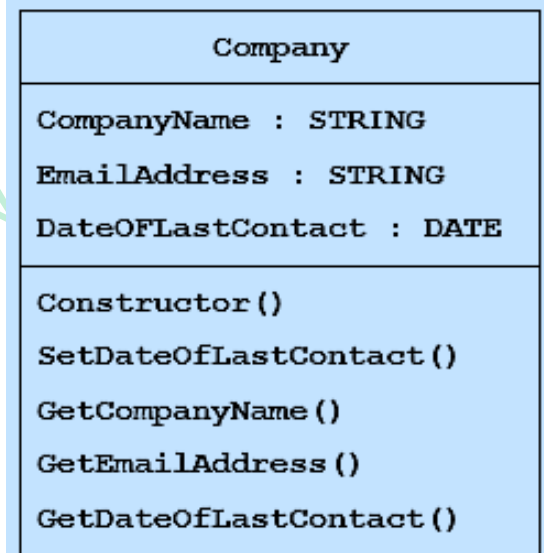 Company
CompanyName : STRING
EmailAddress : STRING
DateOFLastContact : DATE
Constructor()
SetDateOfLastContact()
GetCompanyName()
GetEmailAddress()
GetDateOfLastContact()